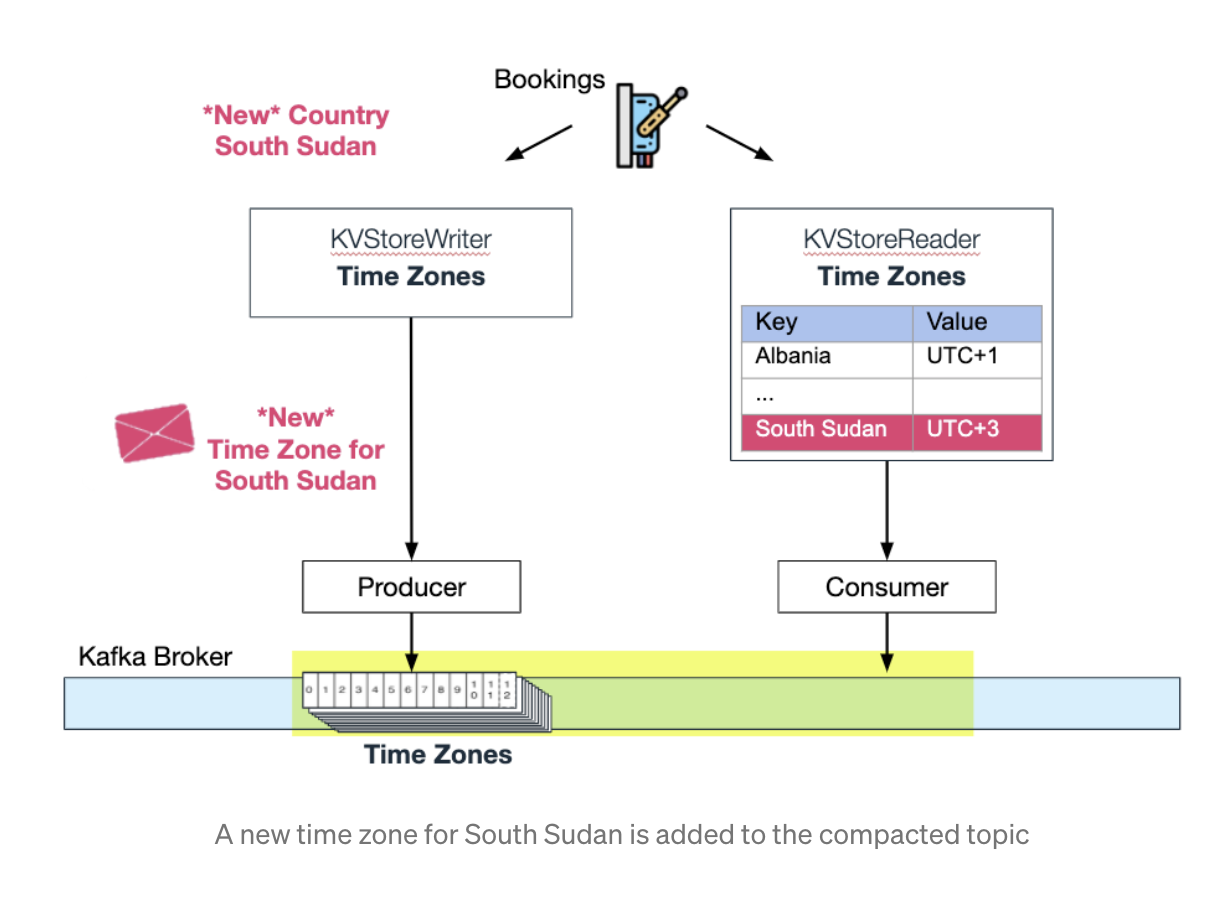 Bookings
*New* Country
South Sudan
KVStoreWriter
Time Zones
KVStoreReader
Time Zones
Key Value
Albania UTC+1
...
South Sudan UTC+3
*New*
Time Zone for
South Sudan
Producer
Consumer
Kafka Broker
0 1 2 3 4 5 6 7 8 9 10 11 12
Time Zones
A new time zone for South Sudan is added to the compacted topic